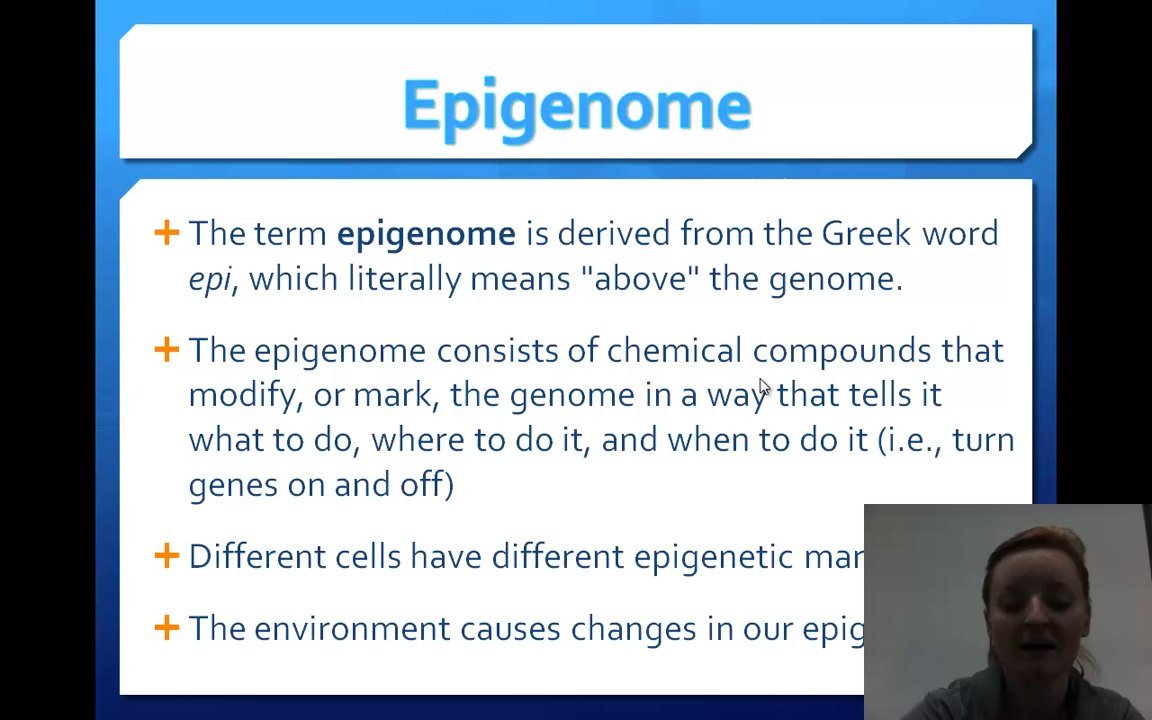 Epigenome
The term epigenome is derived from the Greek word
epi, which literally means "above" the genome.
The epigenome consists of chemical compounds that
modify, or mark, the genome in a way that tells it
what to do, where to do it, and when to do it (i.e., turn
genes on and off)
Different cells have different epigenetic
The environment causes changes in our